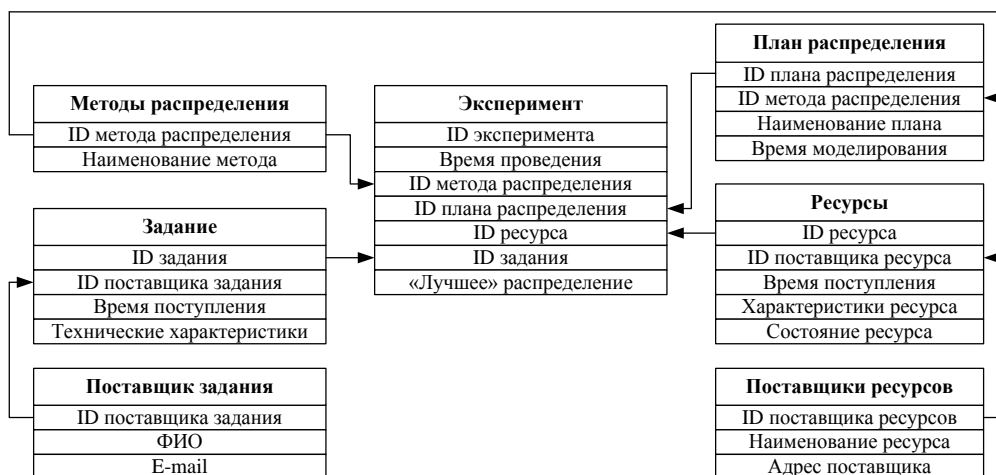 План распределения
ID плана распределения
ID метода распределения
Наименование плана
Время моделирования
Методы распределения
ID метода распределения
Наименование метода
Эксперимент
ID эксперимента
Время проведения
ID метода распределения
ID плана распределения
ID ресурса
ID задания
«Лучшее» распределение
Задание
ID задания
ID поставщика задания
Время поступления
Технические характеристики
Ресурсы
ID ресурса
ID поставщика ресурса
Время поступления
Характеристики ресурса
Состояние ресурса
Поставщик задания
ID поставщика задания
ФИО
E-mail
Поставщики ресурсов
ID поставщика ресурсов
Наименование ресурса
Адрес поставщика